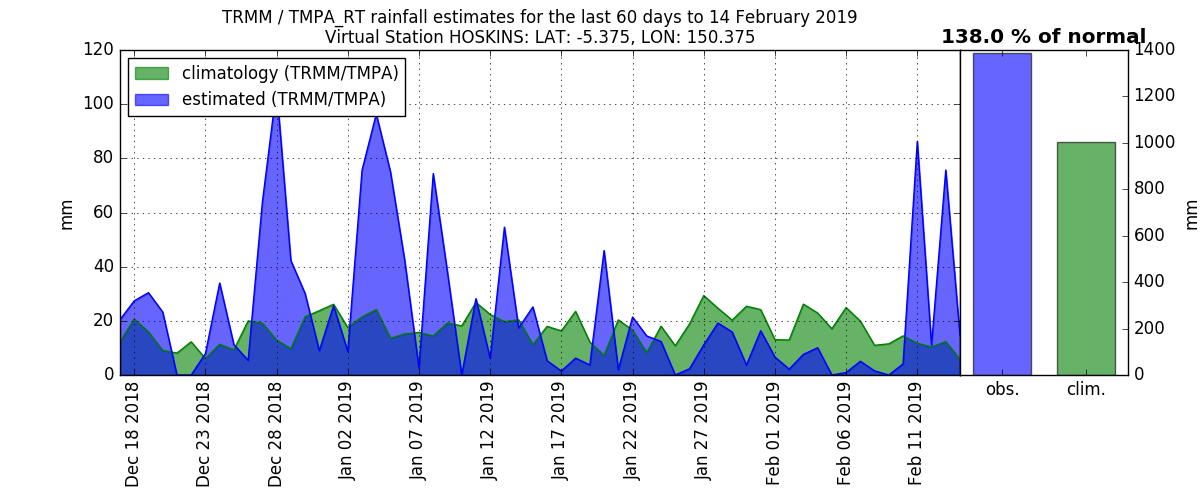 TRMM / TMPA_RT rainfall estimates for the last 60 days to 14 February 2019
Virtual Station HOSKINS: LAT: -5.375, LON: 150.375
138.0 % of normal
climatology (TRMM/TMPA)
estimated (TRMM/TMPA)
mm
120
100
80
60
40
20
0
Dec 18 2018
Dec 23 2018
Dec 28 2018
Jan 02 2019
Jan 07 2019
Jan 12 2019
Jan 17 2019
Jan 22 2019
Jan 27 2019
Feb 01 2019
Feb 06 2019
Feb 11 2019
1400
1200
1000
800
600
400
200
0
mm
obs.
clim.